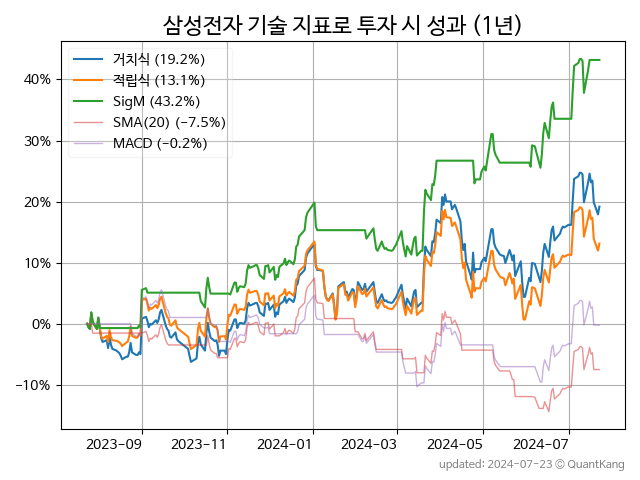 삼성전자 기술 지표로 투자 시 성과 (1년)
거치식 (19.2%)
적립식 (13.1%)
SigM (43.2%)
SMA(20) (−7.5%)
MACD (−0.2%)
40%
30%
20%
10%
0%
−10%
2023-09 2023-11 2024-01 2024-03 2024-05 2024-07
updated: 2024-07-23 © QuantKang